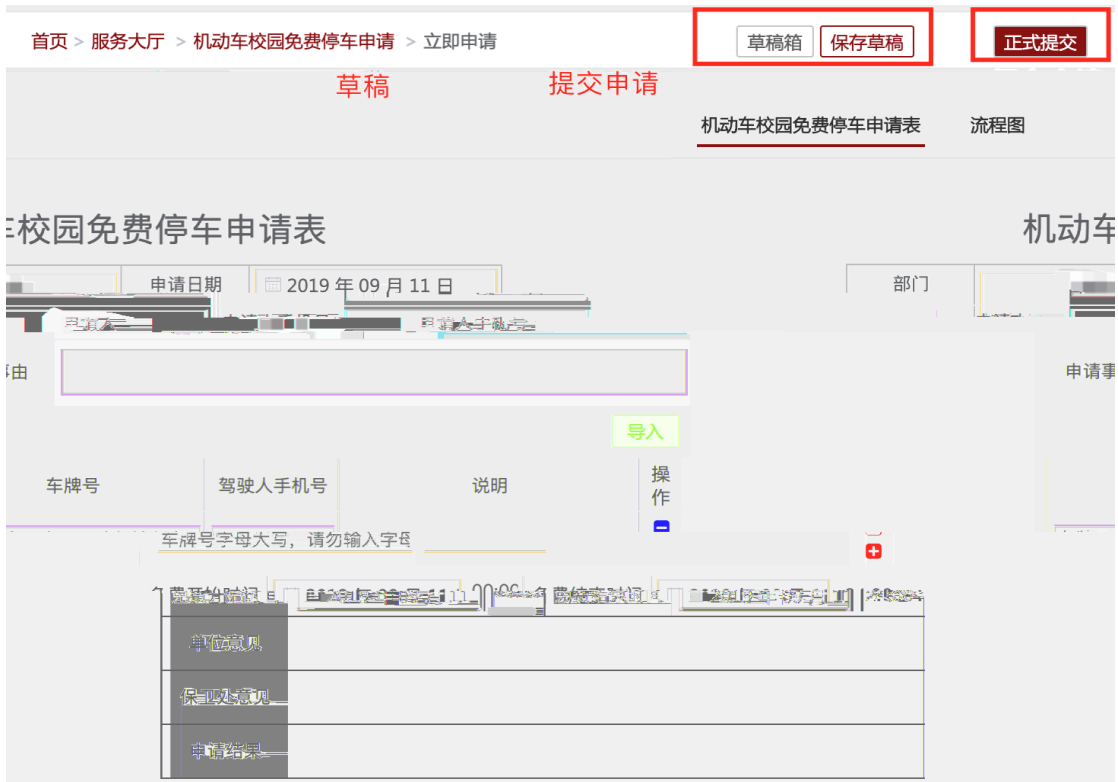 首页 > 服务大厅 > 机动车校园免费停车申请 > 立即申请
草稿箱 保存草稿 正式提交
草稿 提交申请
机动车校园免费停车申请表 流程图
校园免费停车申请表 机动车
申请日期 2019 年 09 月 11 日 部门
由 申请事
导入
车牌号 驾驶人手机号 说明 操作
车牌号字母大写，请勿输入字母
单位意见
保卫处意见
申请结果